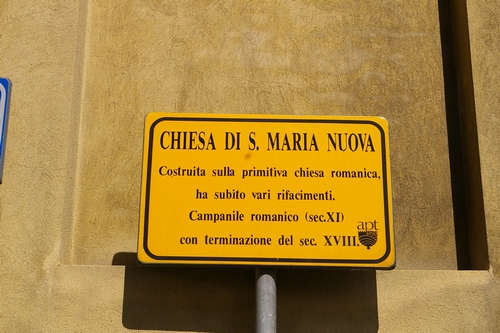 CHIESA DI S. MARIA NUOVA
Costruita sulla primitiva chiesa romanica,
ha subito vari rifacimenti.
Campanile romanico (sec.XI)
con terminazione del sec. XVIII.
apt